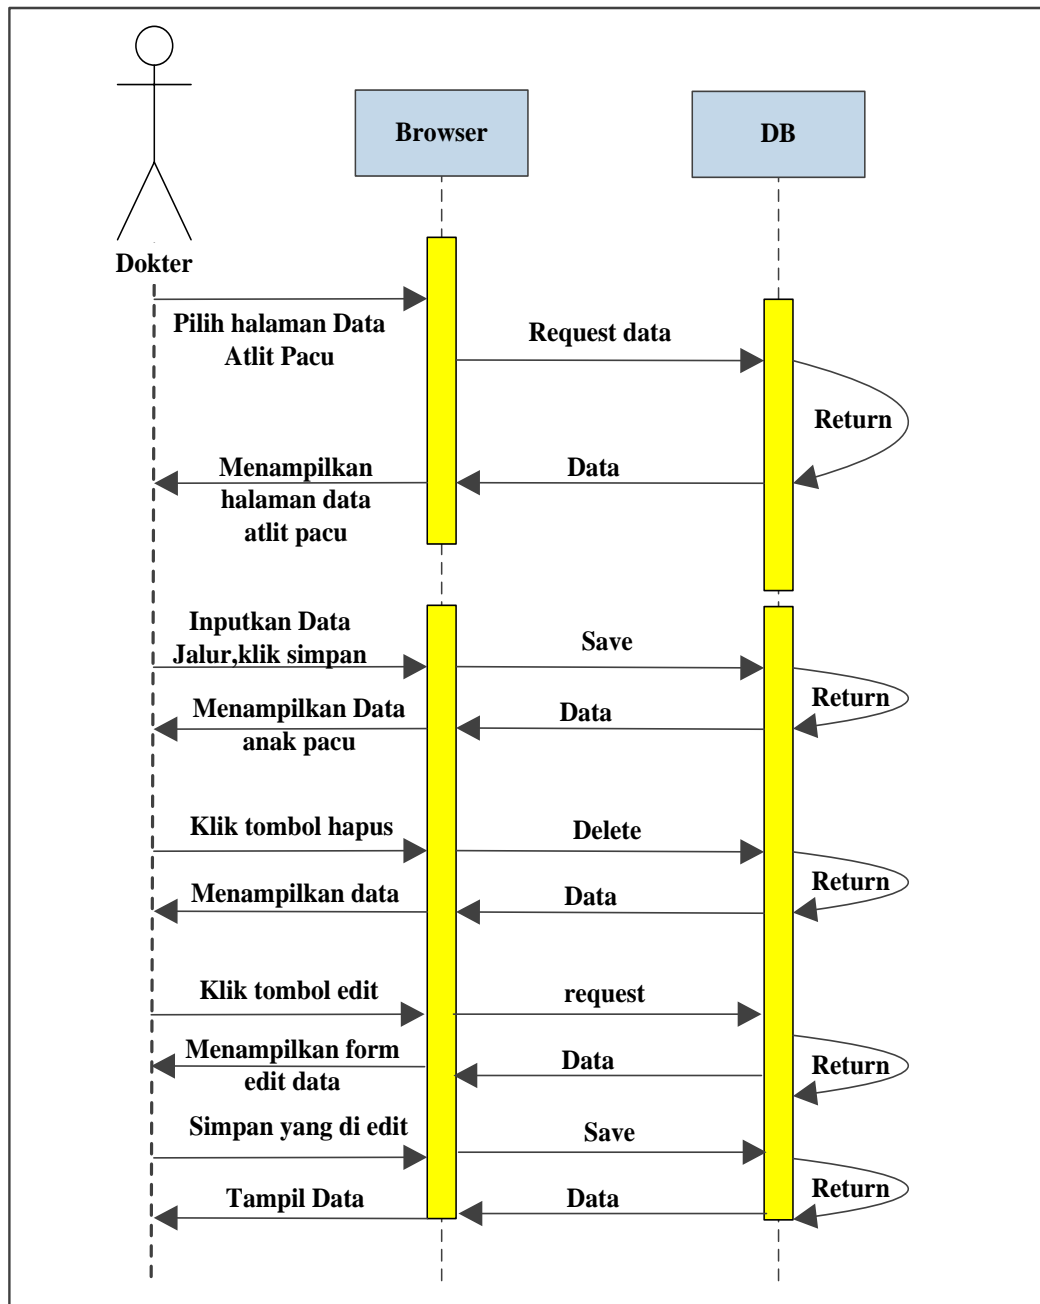 Browser
DB
Dokter
Pilih halaman Data
Atlit Pacu
Request data
Return
Menampilkan
halaman data
atlit pacu
Data
Inputkan Data
Jalur,klik simpan
Save
Return
Menampilkan Data
anak pacu
Data
Klik tombol hapus
Delete
Return
Menampilkan data
Data
Klik tombol edit
request
Menampilkan form
edit data
Data
Return
Simpan yang di edit
Save
Return
Tampil Data
Data